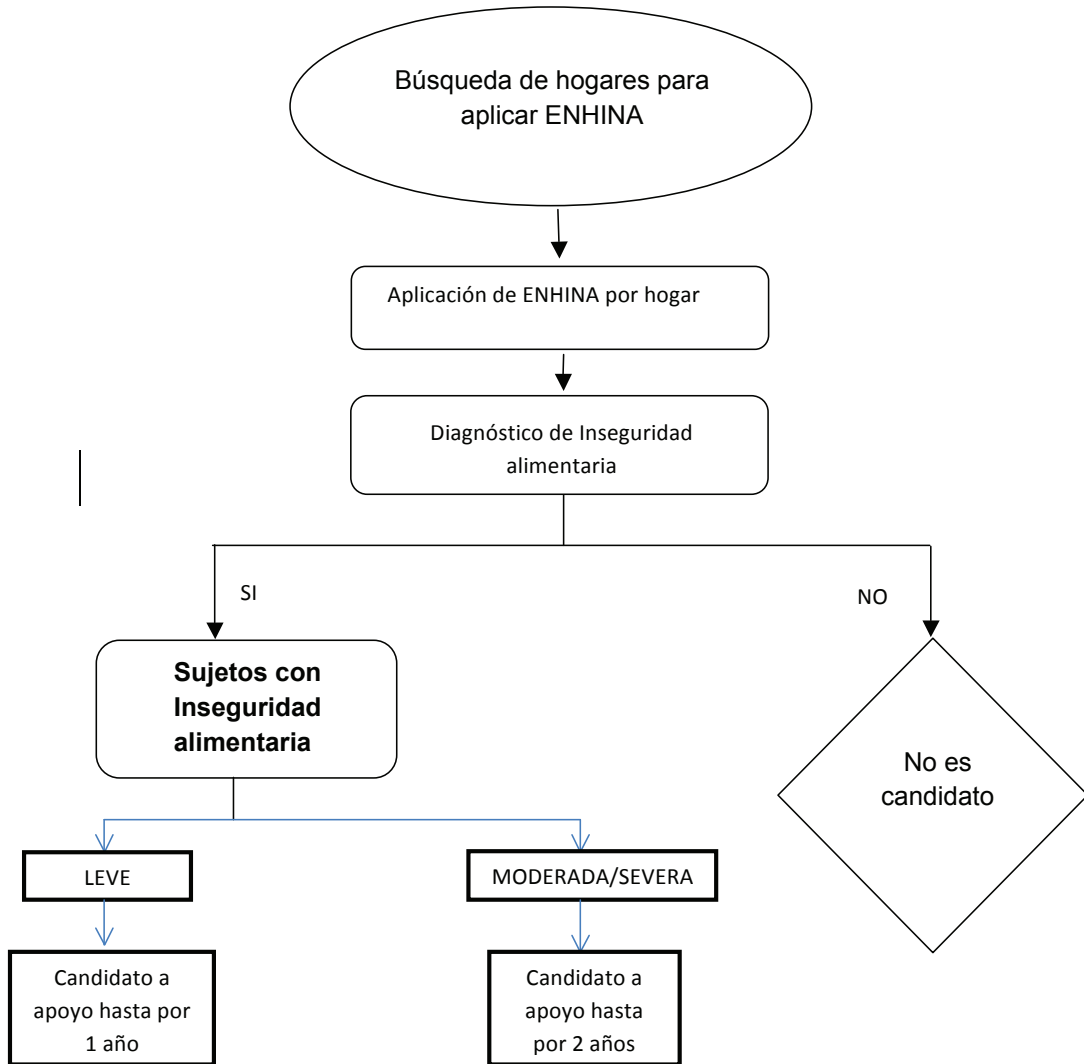 Búsqueda de hogares para
aplicar ENHINA
Aplicación de ENHINA por hogar
Diagnóstico de Inseguridad
alimentaria
SI
NO
Sujetos con
Inseguridad
alimentaria
No es
candidato
LEVE
MODERADA/SEVERA
Candidato a
apoyo hasta por
1 año
Candidato a
apoyo hasta
por 2 años